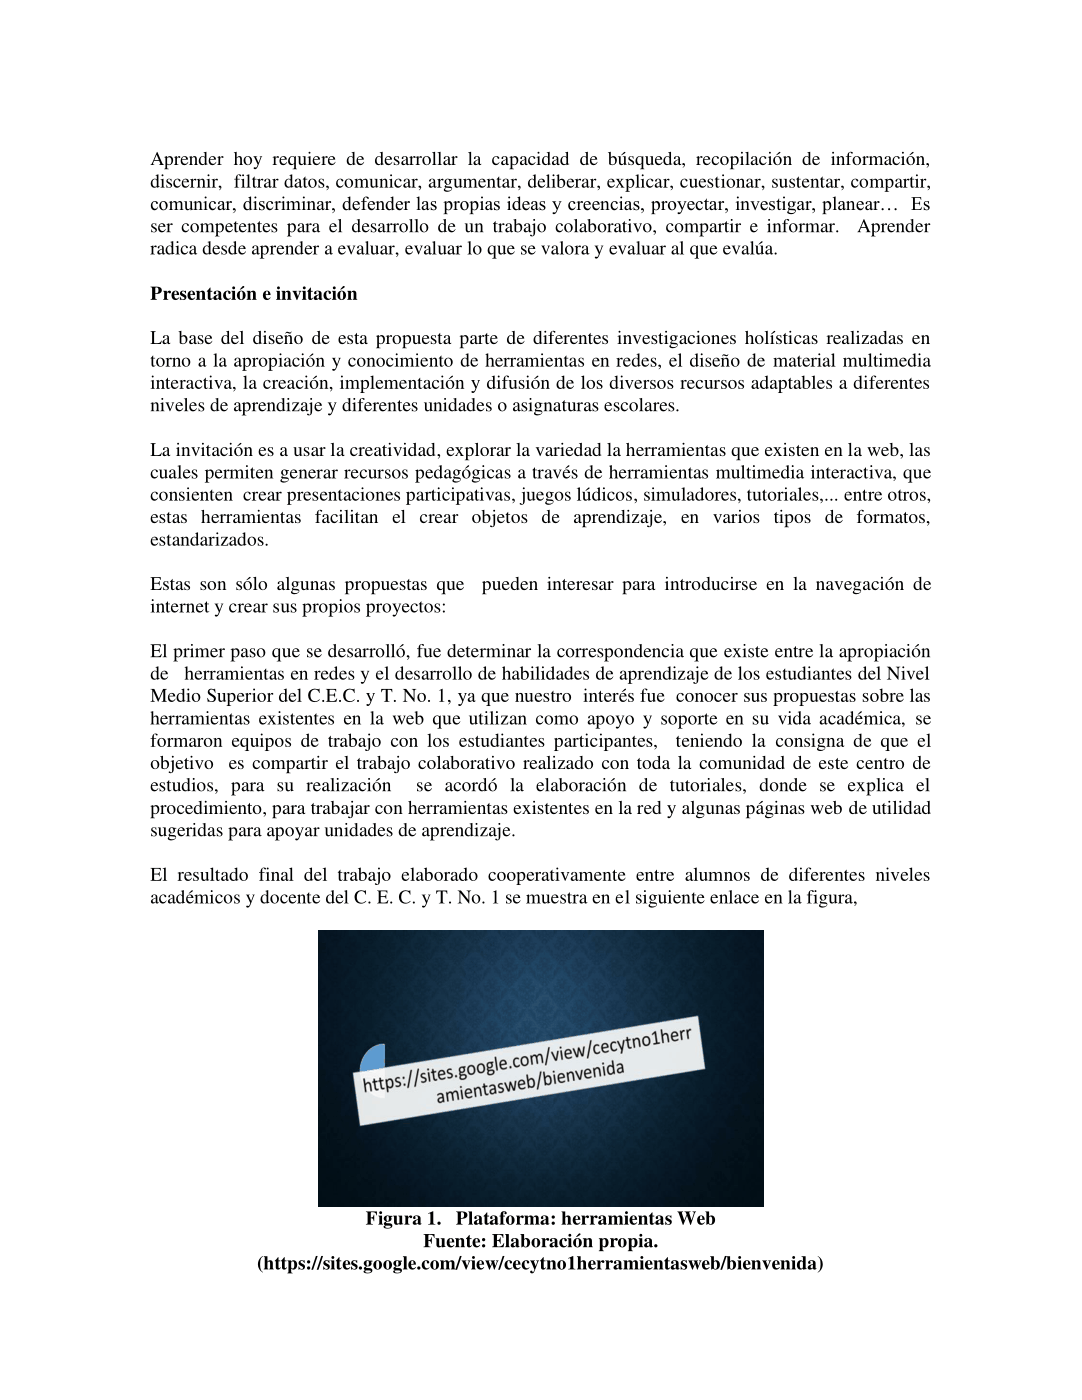 Aprender hoy requiere de desarrollar la capacidad de búsqueda, recopilación de información,
discernir, filtrar datos, comunicar, argumentar, deliberar, explicar, cuestionar, sustentar, compartir,
comunicar, discriminar, defender las propias ideas y creencias, proyectar, investigar, planear… Es
ser competentes para el desarrollo de un trabajo colaborativo, compartir e informar. Aprender
radica desde aprender a evaluar, evaluar lo que se valora y evaluar al que evalúa.
Presentación e invitación
La base del diseño de esta propuesta parte de diferentes investigaciones holísticas realizadas en
torno a la apropiación y conocimiento de herramientas en redes, el diseño de material multimedia
interactiva, la creación, implementación y difusión de los diversos recursos adaptables a diferentes
niveles de aprendizaje y diferentes unidades o asignaturas escolares.
La invitación es a usar la creatividad, explorar la variedad la herramientas que existen en la web, las
cuales permiten generar recursos pedagógicas a través de herramientas multimedia interactiva, que
consienten crear presentaciones participativas, juegos lúdicos, simuladores, tutoriales,... entre otros,
estas herramientas facilitan el crear objetos de aprendizaje, en varios tipos de formatos,
estandarizados.
Estas son sólo algunas propuestas que pueden interesar para introducirse en la navegación de
internet y crear sus propios proyectos:
El primer paso que se desarrolló, fue determinar la correspondencia que existe entre la apropiación
de herramientas en redes y el desarrollo de habilidades de aprendizaje de los estudiantes del Nivel
Medio Superior del C.E.C. y T. No. 1, ya que nuestro interés fue conocer sus propuestas sobre las
herramientas existentes en la web que utilizan como apoyo y soporte en su vida académica, se
formaron equipos de trabajo con los estudiantes participantes, teniendo la consigna de que el
objetivo es compartir el trabajo colaborativo realizado con toda la comunidad de este centro de
estudios, para su realización se acordó la elaboración de tutoriales, donde se explica el
procedimiento, para trabajar con herramientas existentes en la red y algunas páginas web de utilidad
sugeridas para apoyar unidades de aprendizaje.
El resultado final del trabajo elaborado cooperativamente entre alumnos de diferentes niveles
académicos y docente del C. E. C. y T. No. 1 se muestra en el siguiente enlace en la figura,
https://sites.google.com/view/cecytno1herr
amientasweb/bienvenida
Figura 1. Plataforma: herramientas Web
Fuente: Elaboración propia.
(https://sites.google.com/view/cecytno1herramientasweb/bienvenida)